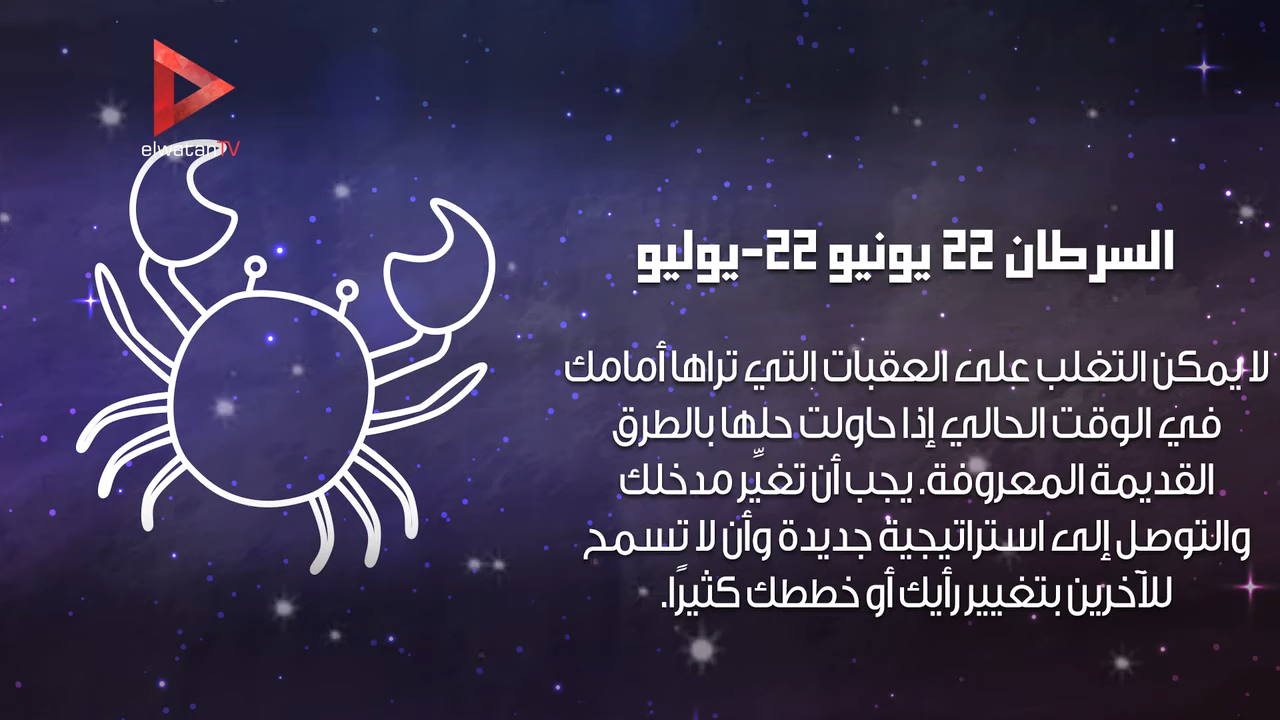 elwatanTV
السرطان 22 يونيو 22-يوليو
لا يمكن التغلب على العقبات التي تراها أمامك
في الوقت الحالي إذا حاولت حلها بالطرق
القديمة المعروفة. يجب أن تغيِّر مدخلك
والتوصل إلى استراتيجية جديدة وأن لا تسمح
للآخرين بتغيير رأيك أو خططك كثيرًا.